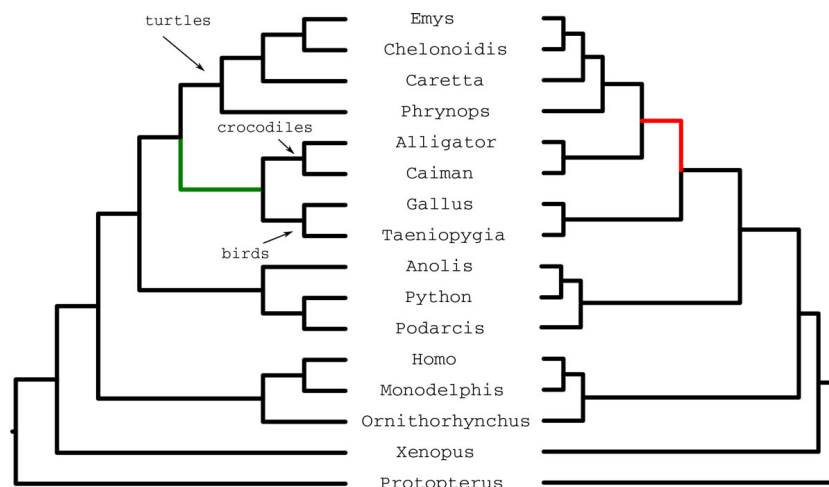 Emys
turtles
Chelonoidis
Caretta
Phrynops
crocodiles
Alligator
Caiman
Gallus
Taeniopygia
birds
Anolis
Python
Podarcis
Homo
Monodelphis
Ornithorhynchus
Xenopus
Protopterus